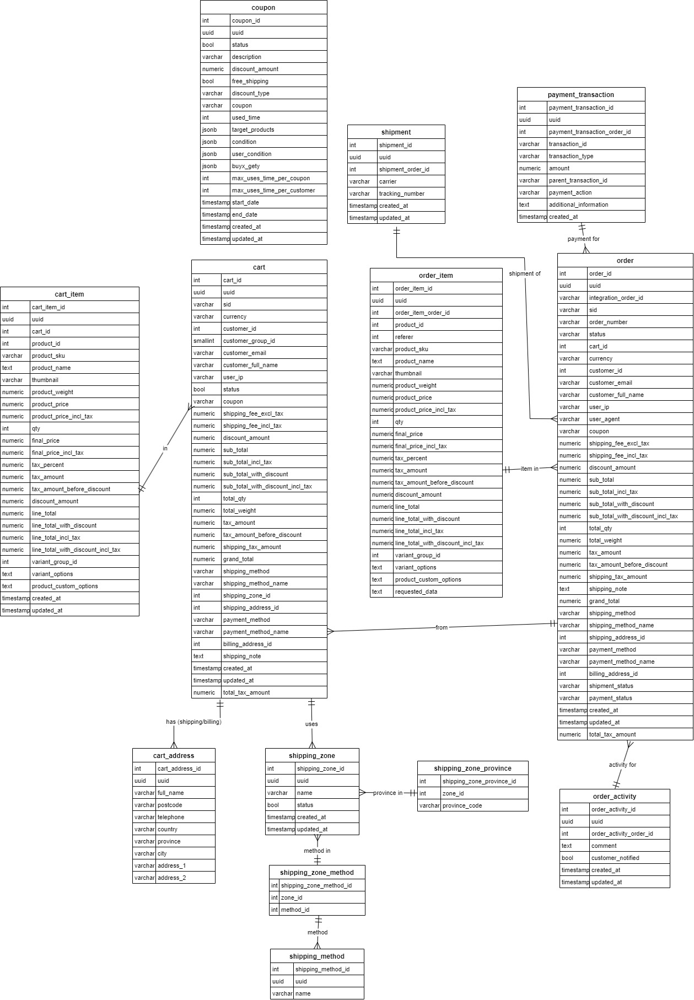 coupon
int coupon_id
uuid uuid
bool status
varchar description
numeric discount_amount
bool free_shipping
varchar discount_type
varchar coupon
int used_time
jsonb target_products
jsonb condition
jsonb user_condition
jsonb buyx_gety
int max_uses_time_per_coupon
int max_uses_time_per_customer
timestamp start_date
timestamp end_date
timestamp created_at
timestamp updated_at
shipment
int shipment_id
uuid uuid
int shipment_order_id
varchar carrier
varchar tracking_number
timestamp created_at
timestamp updated_at
payment_transaction
int payment_transaction_id
uuid uuid
int payment_transaction_order_id
varchar transaction_id
varchar transaction_type
numeric amount
varchar parent_transaction_id
varchar payment_action
text additional_information
timestamp created_at
payment for
shipment of
cart_item
int cart_item_id
uuid uuid
int cart_id
int product_id
varchar product_sku
text product_name
varchar thumbnail
numeric product_weight
numeric product_price
numeric product_price_incl_tax
int qty
numeric final_price
numeric final_price_incl_tax
numeric tax_percent
numeric tax_amount
numeric tax_amount_before_discount
numeric discount_amount
numeric line_total
numeric line_total_with_discount
numeric line_total_incl_tax
numeric line_total_with_discount_incl_tax
int variant_group_id
text variant_options
text product_custom_options
timestamp created_at
timestamp updated_at
in
cart
int cart_id
uuid uuid
varchar sid
varchar currency
int customer_id
smallint customer_group_id
varchar customer_email
varchar customer_full_name
varchar user_ip
bool status
varchar coupon
numeric shipping_fee_excl_tax
numeric shipping_fee_incl_tax
numeric discount_amount
numeric sub_total
numeric sub_total_incl_tax
numeric sub_total_with_discount
numeric sub_total_with_discount_incl_tax
int total_qty
numeric total_weight
numeric tax_amount
numeric tax_amount_before_discount
numeric shipping_tax_amount
numeric grand_total
varchar shipping_method
varchar shipping_method_name
int shipping_zone_id
int shipping_address_id
varchar payment_method
varchar payment_method_name
int billing_address_id
text shipping_note
timestamp created_at
timestamp updated_at
numeric total_tax_amount
order_item
int order_item_id
uuid uuid
int order_item_order_id
int product_id
int referer
varchar product_sku
text product_name
varchar thumbnail
numeric product_weight
numeric product_price
numeric product_price_incl_tax
int qty
numeric final_price
numeric final_price_incl_tax
numeric tax_percent
numeric tax_amount
numeric tax_amount_before_discount
numeric discount_amount
numeric line_total
numeric line_total_with_discount
numeric line_total_incl_tax
numeric line_total_with_discount_incl_tax
int variant_group_id
text variant_options
text product_custom_options
text requested_data
item in
from
order
int order_id
uuid uuid
varchar integration_order_id
varchar sid
varchar order_number
varchar status
int cart_id
varchar currency
int customer_id
varchar customer_email
varchar customer_full_name
varchar user_ip
varchar user_agent
varchar coupon
numeric shipping_fee_excl_tax
numeric shipping_fee_incl_tax
numeric discount_amount
numeric sub_total
numeric sub_total_incl_tax
numeric sub_total_with_discount
numeric sub_total_with_discount_incl_tax
int total_qty
numeric total_weight
numeric tax_amount
numeric tax_amount_before_discount
numeric shipping_tax_amount
text shipping_note
numeric grand_total
varchar shipping_method
varchar shipping_method_name
int shipping_address_id
varchar payment_method
varchar payment_method_name
int billing_address_id
varchar shipment_status
varchar payment_status
timestamp created_at
timestamp updated_at
numeric total_tax_amount
has (shipping/billing)
uses
activity for
cart_address
int cart_address_id
uuid uuid
varchar full_name
varchar postcode
varchar telephone
varchar country
varchar province
varchar city
varchar address_1
varchar address_2
shipping_zone
int shipping_zone_id
uuid uuid
varchar name
bool status
timestamp created_at
timestamp updated_at
province in
shipping_zone_province
int shipping_zone_province_id
int zone_id
varchar province_code
order_activity
int order_activity_id
uuid uuid
int order_activity_order_id
text comment
bool customer_notified
timestamp created_at
timestamp updated_at
method in
shipping_zone_method
int shipping_zone_method_id
int zone_id
int method_id
method
shipping_method
int shipping_method_id
uuid uuid
varchar name